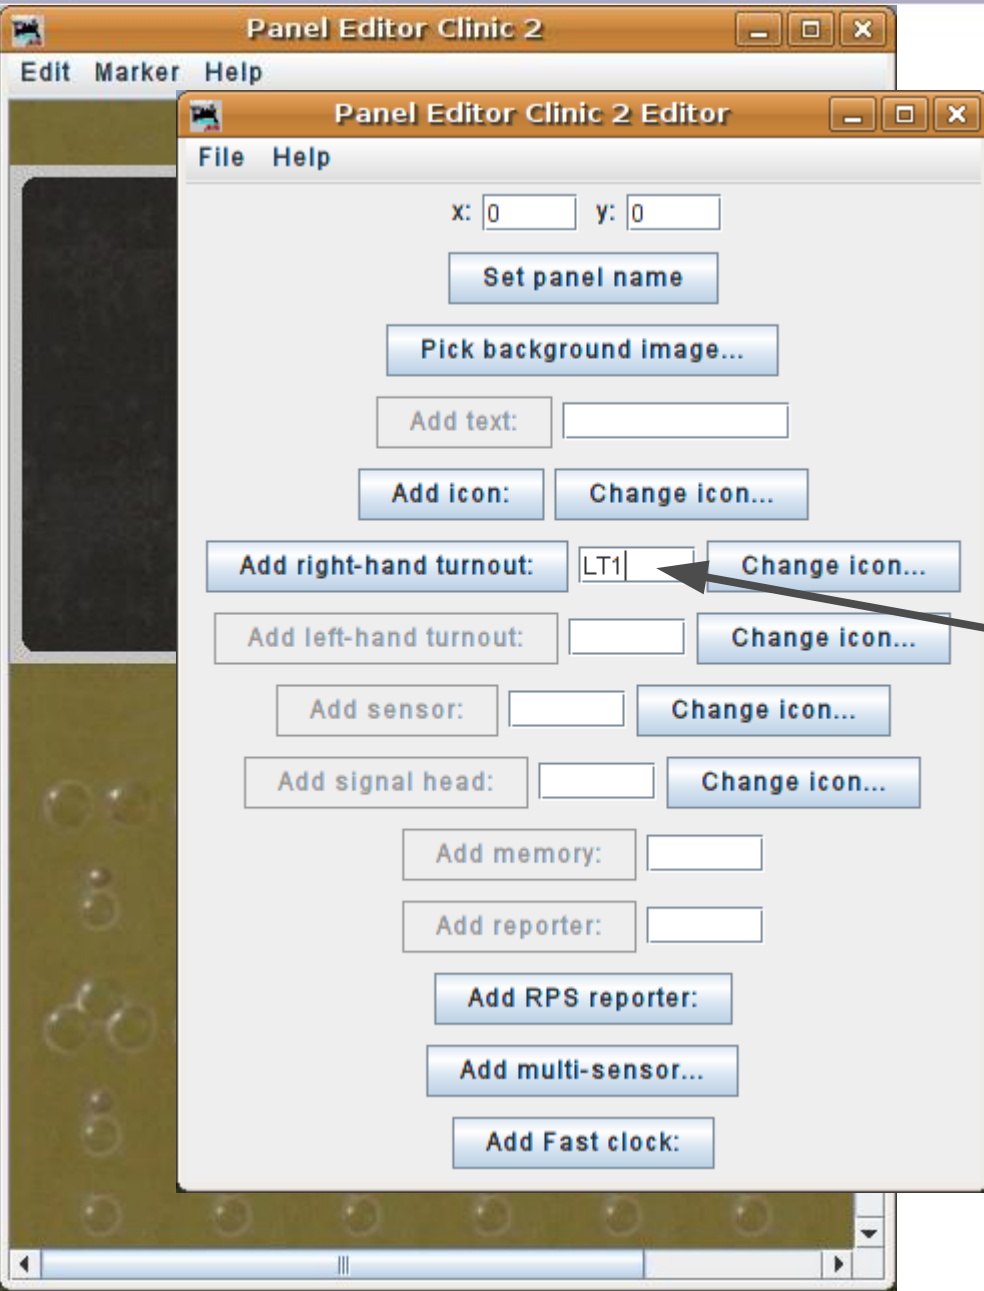 Panel Editor Clinic 2
Edit Marker Help
Panel Editor Clinic 2 Editor
File Help
x: 0 y: 0
Set panel name
Pick background image...
Add text:
Add icon: Change icon...
Add right-hand turnout: LT1 Change icon...
Add left-hand turnout: Change icon...
Add sensor: Change icon...
Add signal head: Change icon...
Add memory:
Add reporter:
Add RPS reporter:
Add multi-sensor...
Add Fast clock: